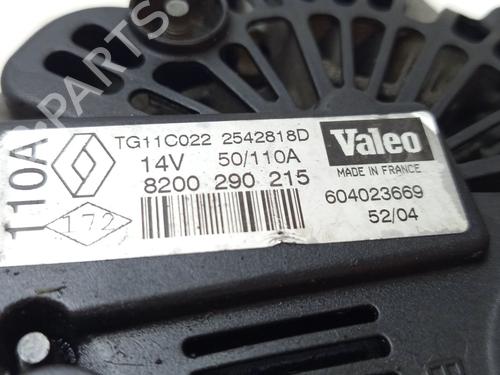 110A
172
TG11C022 2542818D
14V 50/110A
8200 290 215
Valeo
MADE IN FRANCE
604023669
52/04
B-PARTS